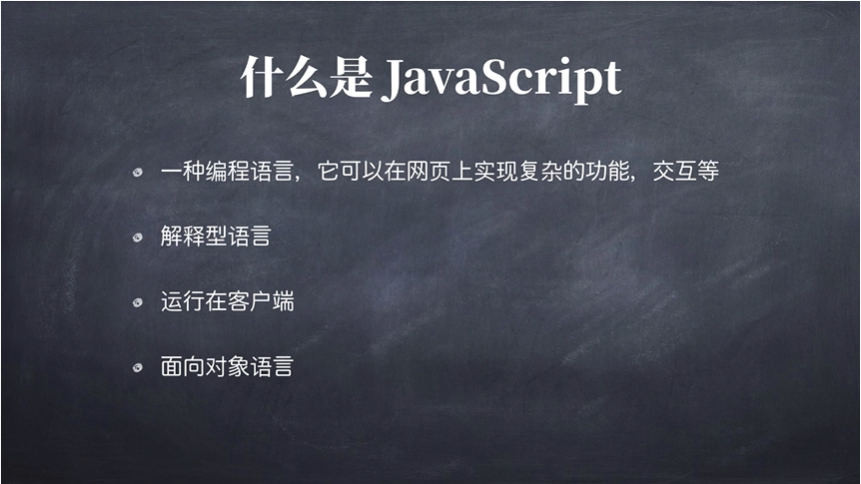 什么是 JavaScript
一种编程语言，它可以在网页上实现复杂的功能，交互等
解释型语言
运行在客户端
面向对象语言